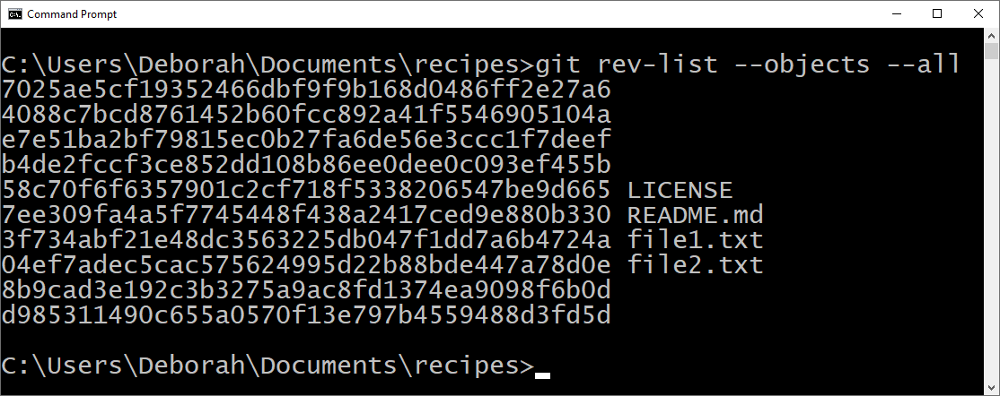 Command Prompt
C:\Users\Deborah\Documents\recipes>git rev-list --objects --all
7025ae5cf19352466dbf9f9b168d0486ff2e27a6
4088c7bcd8761452b60fcc892a41f5546905104a
e7e51ba2bf79815ec0b27fa6de56e3ccc1f7deef
b4de2fccf3ce852dd108b86ee0dee0c093ef455b
58c70f6f6357901c2cf718f5338206547be9d665 LICENSE
7ee309fa4a5f7745448f438a2417ced9e880b330 README.md
3f734abf21e48dc3563225db047f1dd7a6b4724a file1.txt
04ef7adec5cac575624995d22b88bde447a78d0e file2.txt
8b9cad3e192c3b3275a9ac8fd1374ea9098f6b0d
d985311490c655a0570f13e797b4559488d3fd5d
C:\Users\Deborah\Documents\recipes>